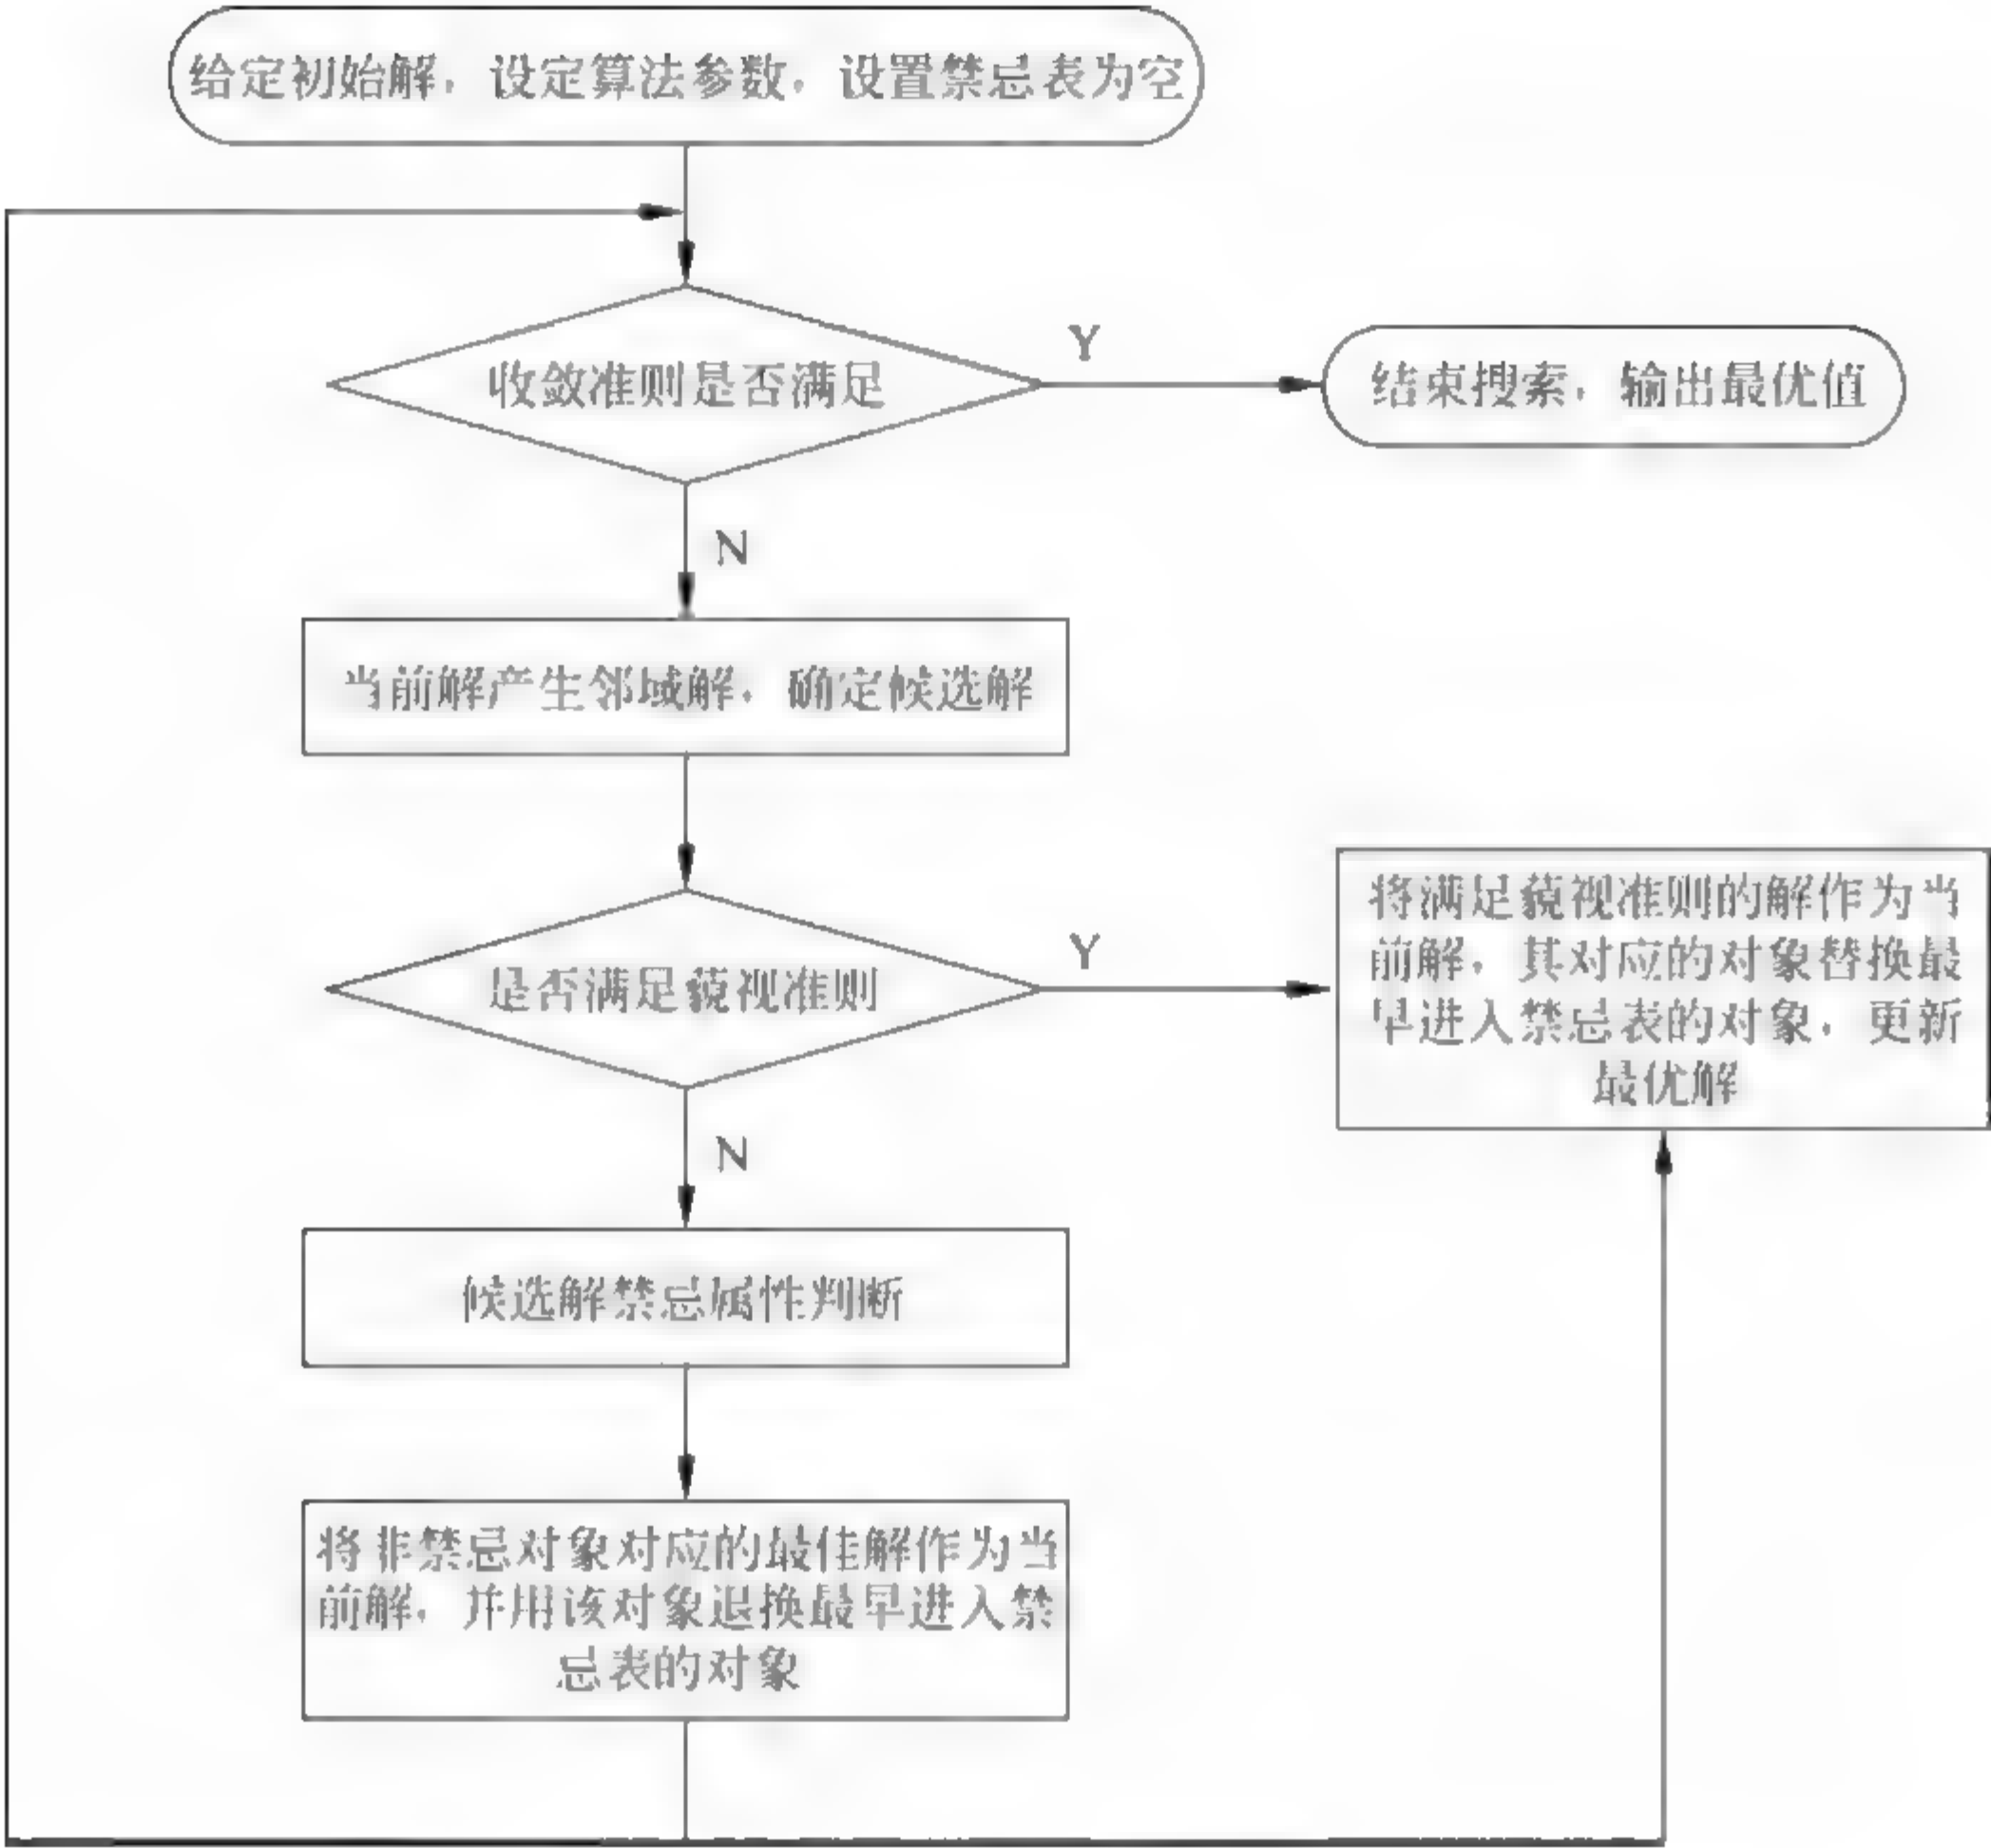 给定初始解，设定算法参数，设置禁忌表为空
收敛准则是否满足
Y
结束搜索，输出最优值
N
当前解产生邻域解，确定候选解
是否满足藐视准则
Y
将满足藐视准则的解作为当
前解，其对应的对象替换最
早进入禁忌表的对象，更新
最优解
N
候选解禁忌属性判断
将非禁忌对象对应的最佳解作为当
前解，并用该对象退换最早进入禁
忌表的对象